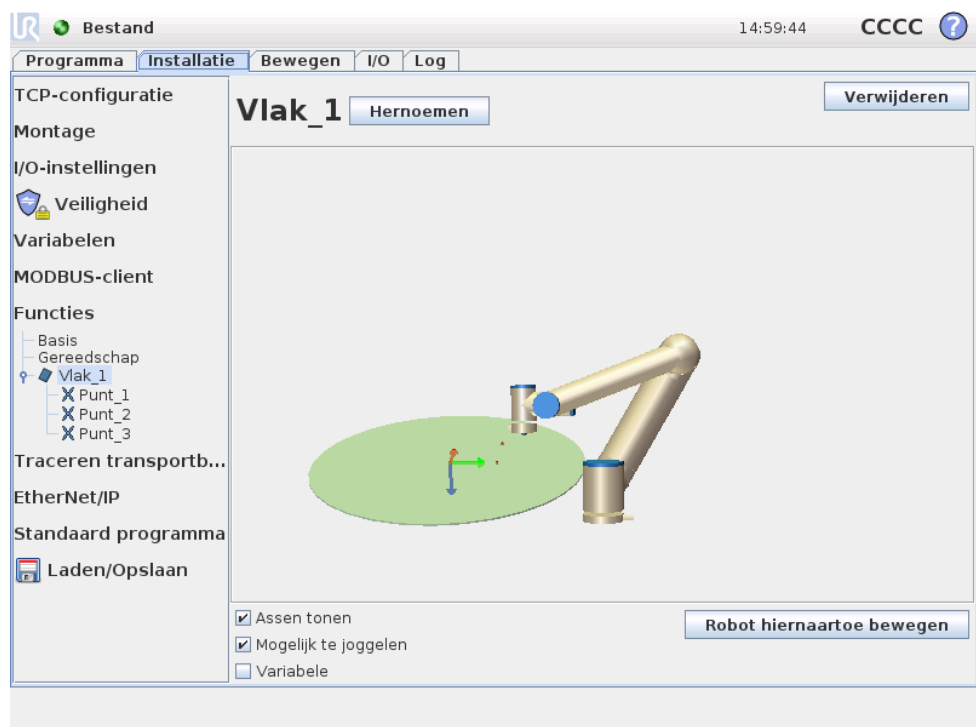 UR Bestand 14:59:44 CCCC ?
Programma Installatie Bewegen I/O Log
TCP-configuratie
Montage
I/O-instellingen
Veiligheid
Variabelen
MODBUS-client
Functies
Basis
Gereedschap
Vlak_1
Punt_1
Punt_2
Punt_3
Traceren transportb...
EtherNet/IP
Standaard programma
Laden/Opslaan
Vlak_1 Hernoemen Verwijderen
Assen tonen
Mogelijk te joggelen
Variabele
Robot hiernaartoe bewegen